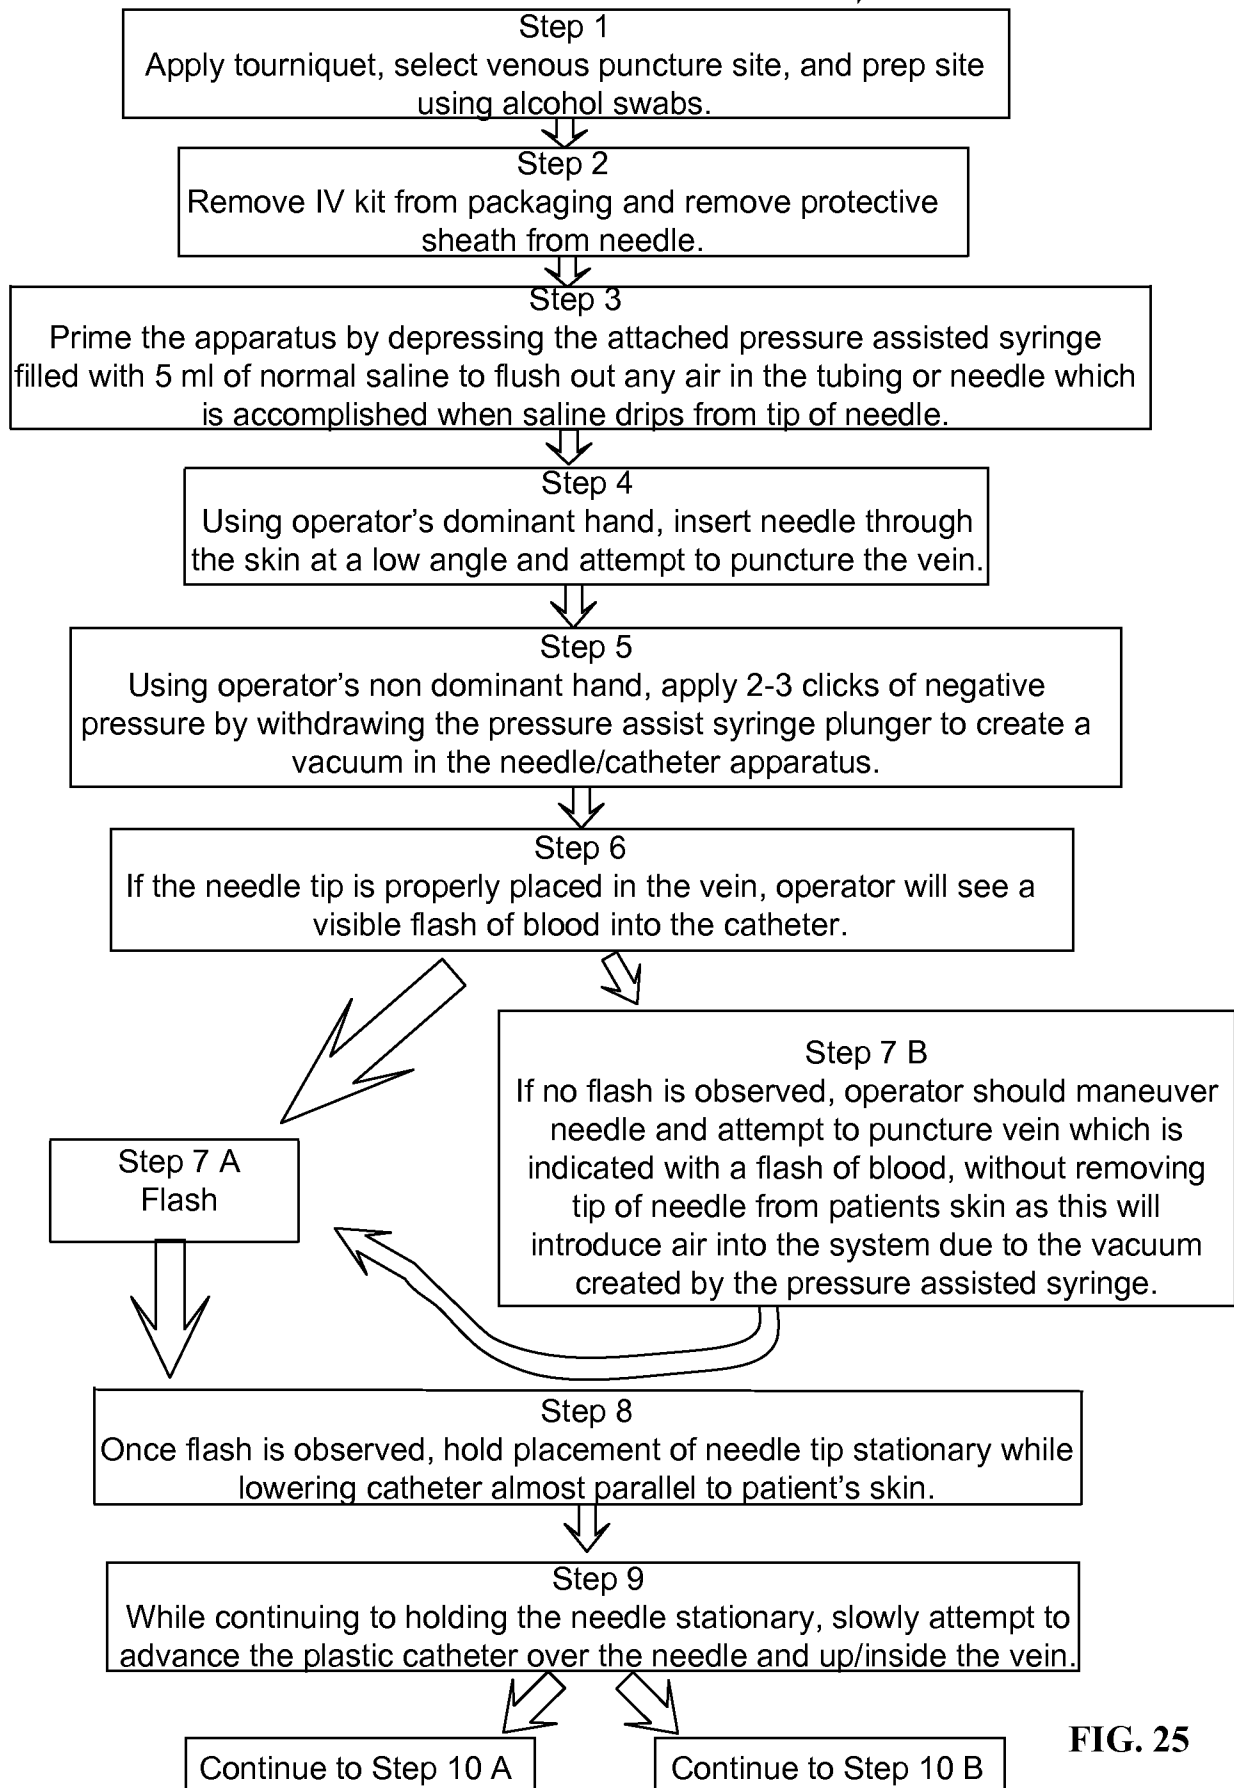 Step 1
Apply tourniquet, select venous puncture site, and prep site
using alcohol swabs.
Step 2
Remove IV kit from packaging and remove protective
sheath from needle.
Step 3
Prime the apparatus by depressing the attached pressure assisted syringe
filled with 5 ml of normal saline to flush out any air in the tubing or needle which
is accomplished when saline drips from tip of needle.
Step 4
Using operator’s dominant hand, insert needle through
the skin at a low angle and attempt to puncture the vein.
Step 5
Using operator’s non dominant hand, apply 2-3 clicks of negative
pressure by withdrawing the pressure assist syringe plunger to create a
vacuum in the needle/catheter apparatus.
Step 6
If the needle tip is properly placed in the vein, operator will see a
visible flash of blood into the catheter.
Step 7 B
If no flash is observed, operator should maneuver
needle and attempt to puncture vein which is
indicated with a flash of blood, without removing
tip of needle from patients skin as this will
introduce air into the system due to the vacuum
created by the pressure assisted syringe.
Step 7 A
Flash
Step 8
Once flash is observed, hold placement of needle tip stationary while
lowering catheter almost parallel to patient’s skin.
Step 9
While continuing to holding the needle stationary, slowly attempt to
advance the plastic catheter over the needle and up/inside the vein.
Continue to Step 10 A
Continue to Step 10 B
FIG. 25